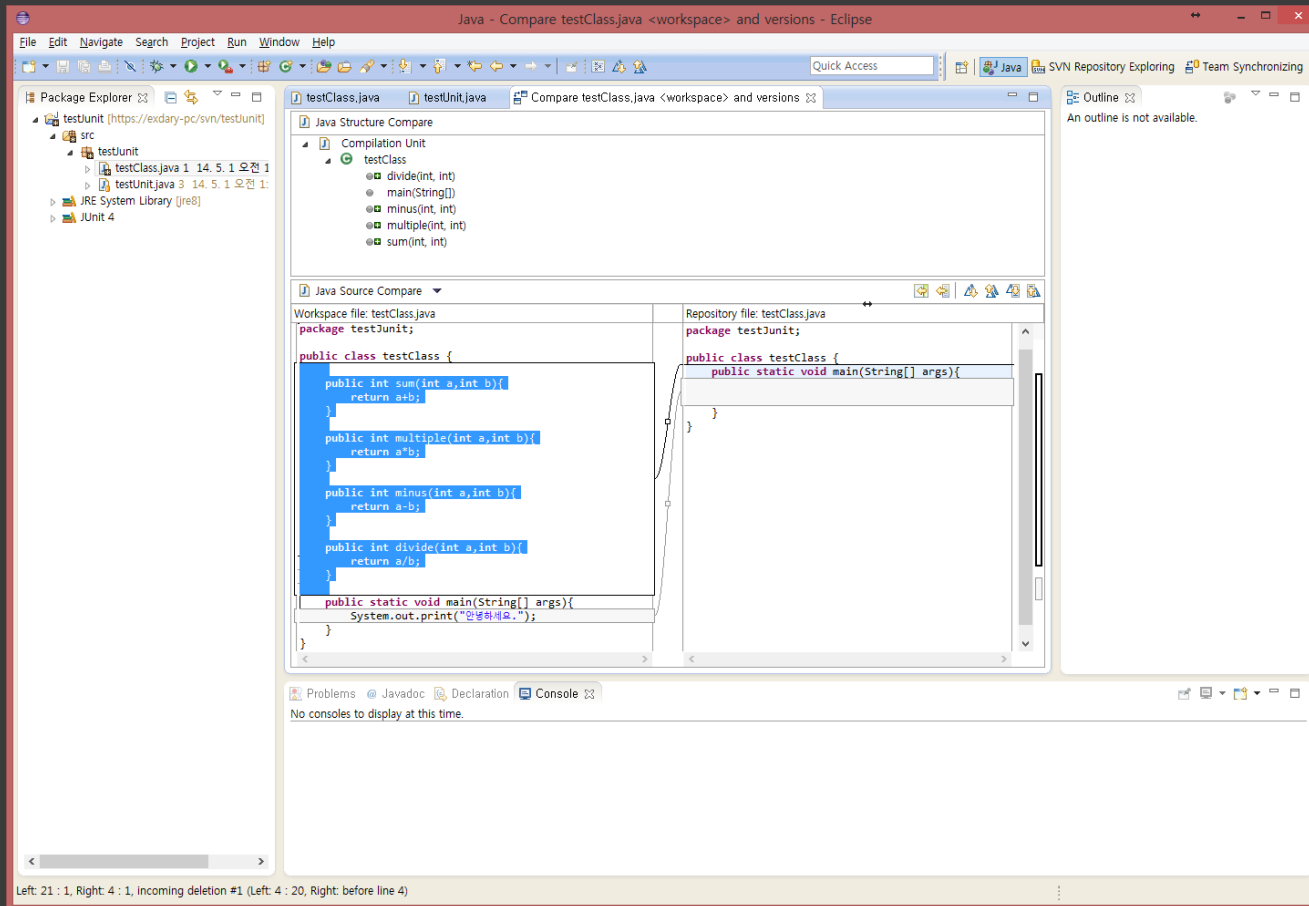 Java - Compare testClass.java <workspace> and versions - Eclipse
File Edit Navigate Search Project Run Window Help
Quick Access
Java
SVN Repository Exploring
Team Synchronizing
Package Explorer
testJunit [https://exdary-pc/svn/testJunit]
src
testJunit
testClass.java 1 14. 5. 1 오전 1
testUnit.java 3 14. 5. 1 오전 1:
JRE System Library [jre8]
JUnit 4
testClass.java
testUnit.java
Compare testClass.java <workspace> and versions
Java Structure Compare
Compilation Unit
testClass
divide(int, int)
main(String[])
minus(int, int)
multiple(int, int)
sum(int, int)
Java Source Compare
Workspace file: testClass.java
package testJunit;
public class testClass {
public int sum(int a,int b){
return a+b;
}
public int multiple(int a,int b){
return a*b;
}
public int minus(int a,int b){
return a-b;
}
public int divide(int a,int b){
return a/b;
}
public static void main(String[] args){
System.out.print("안녕하세요.");
}
}
Repository file: testClass.java
package testJunit;
public class testClass {
public static void main(String[] args){
}
}
Outline
An outline is not available.
Problems
@ Javadoc
Declaration
Console
No consoles to display at this time.
Left: 21 : 1, Right: 4 : 1, incoming deletion #1 (Left: 4 : 20, Right: before line 4)